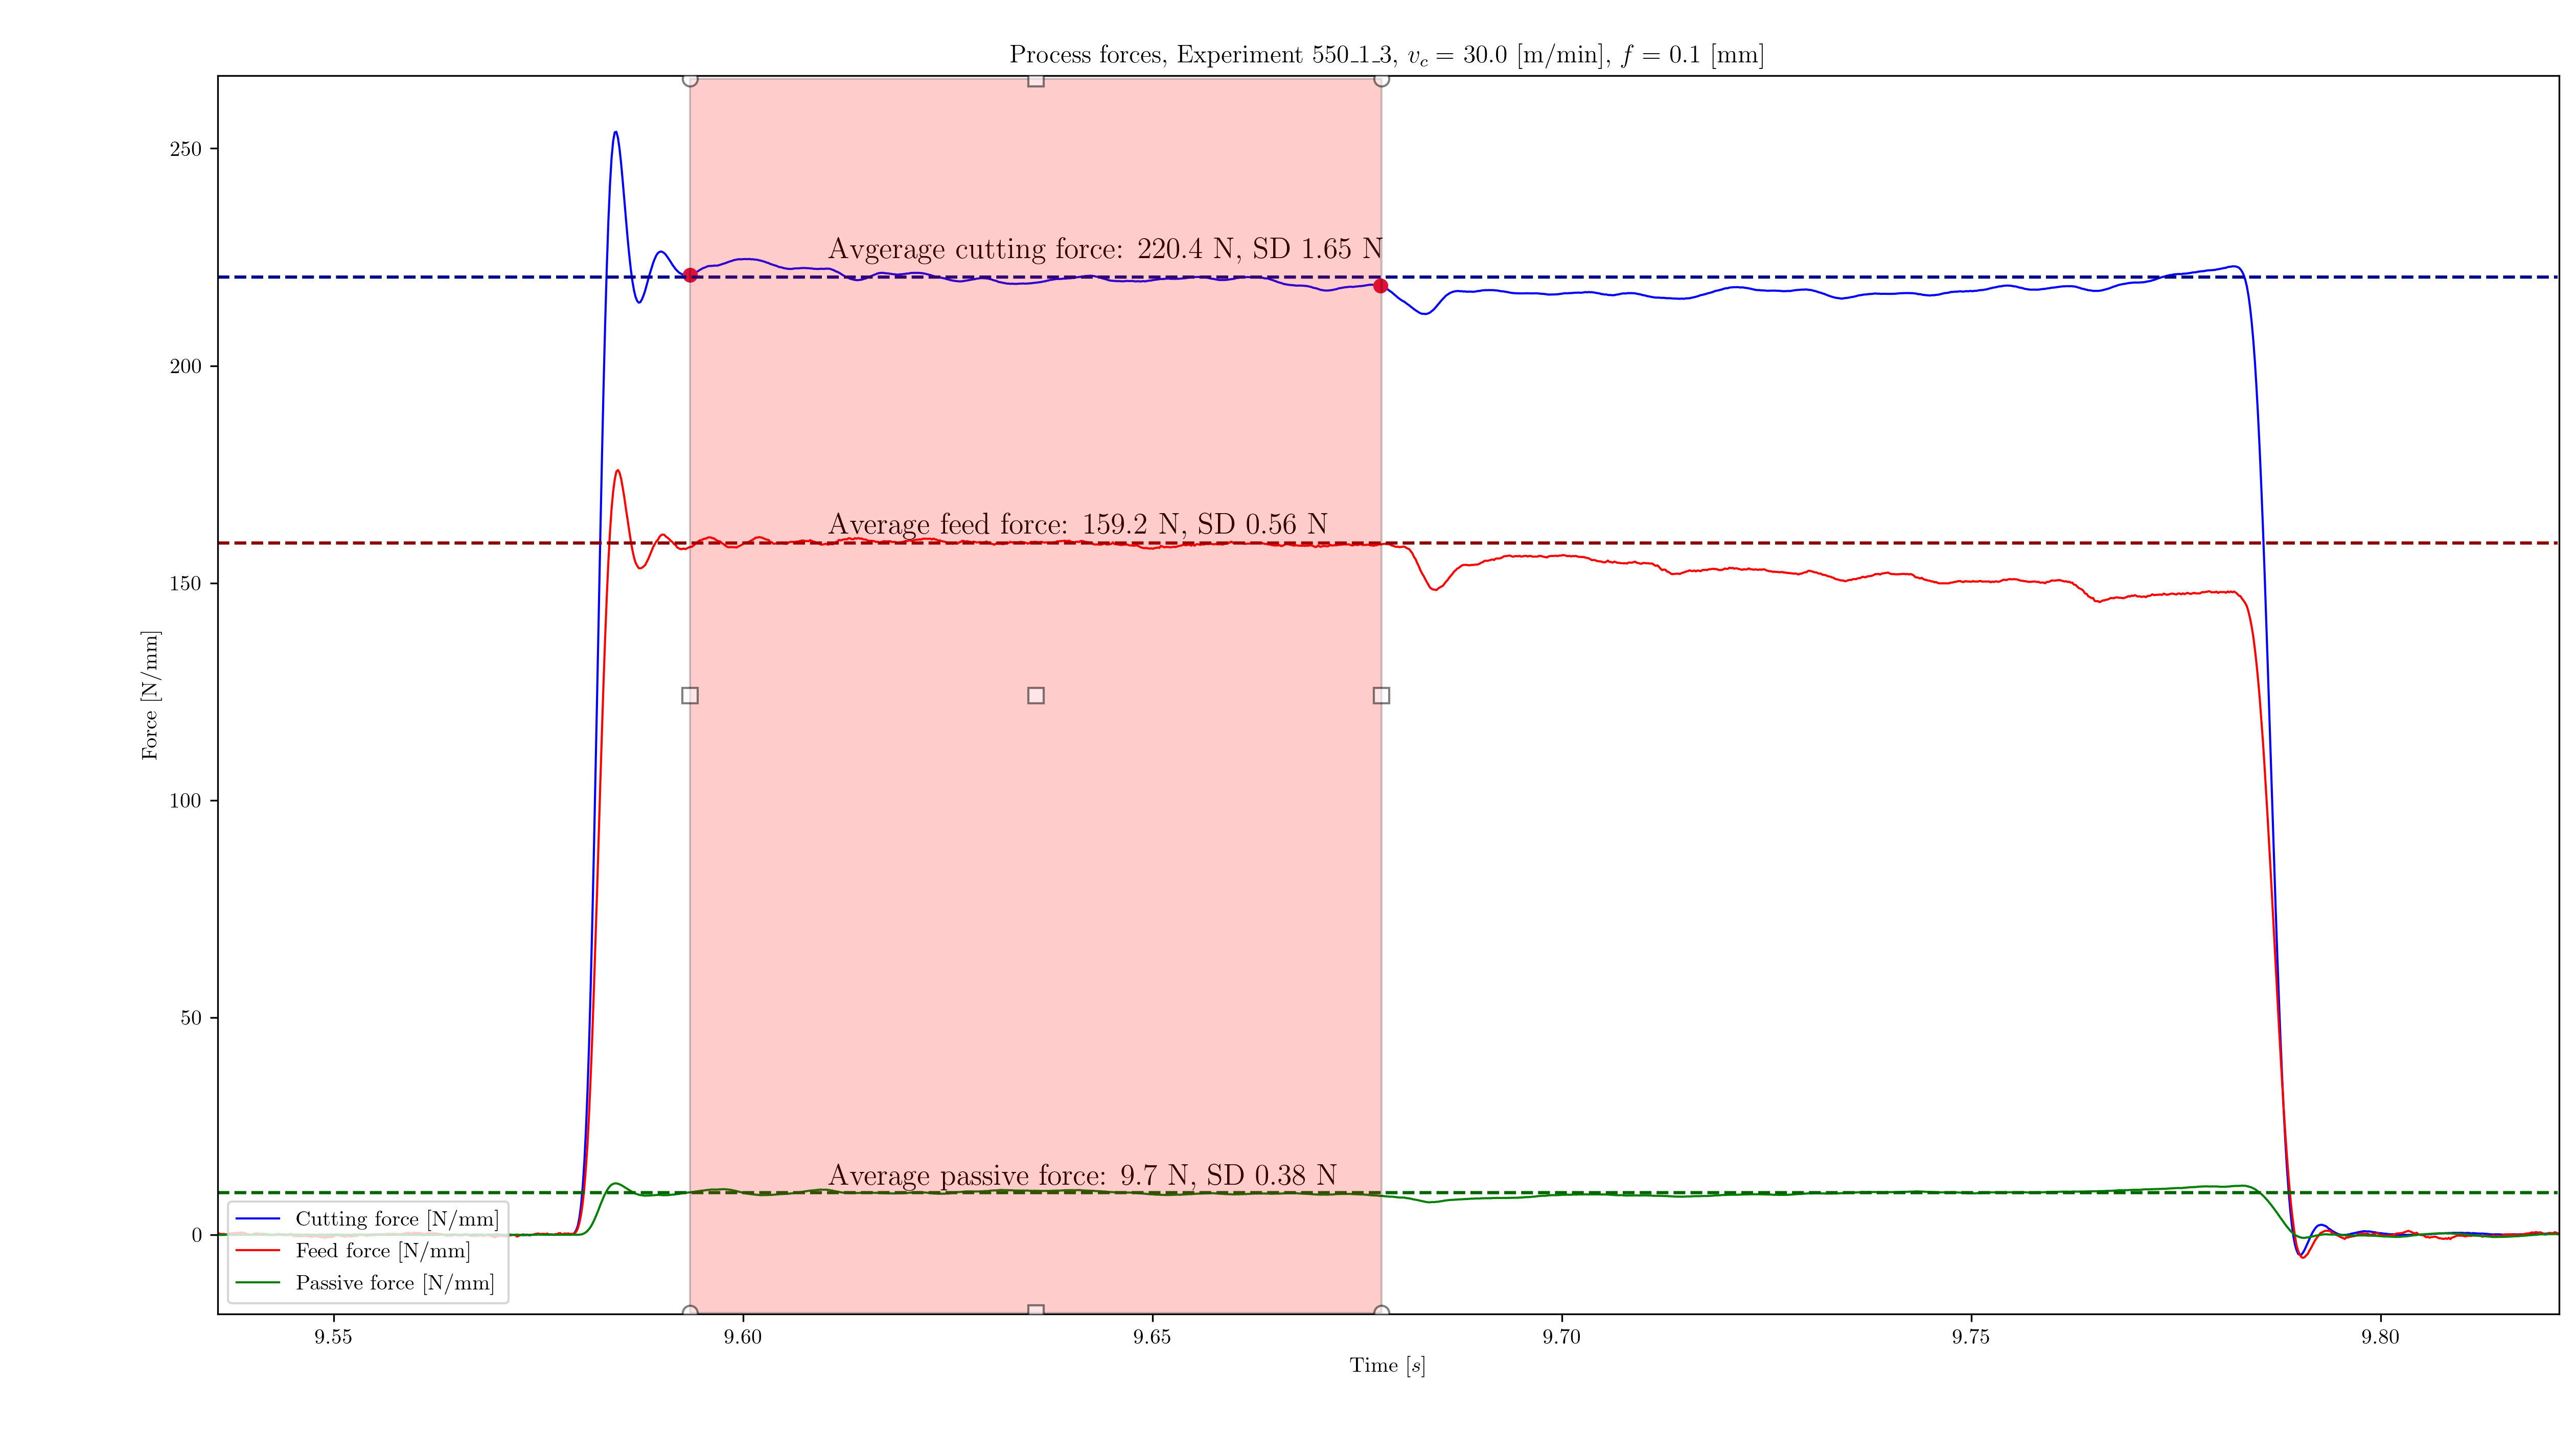 Process forces, Experiment 550_1_3, v_c = 30.0 [m/min], f = 0.1 [mm]
250
Avgerage cutting force: 220.4 N, SD 1.65 N
200
Average feed force: 159.2 N, SD 0.56 N
150
Force [N/mm]
100
50
Average passive force: 9.7 N, SD 0.38 N
0
Cutting force [N/mm]
Feed force [N/mm]
Passive force [N/mm]
9.55 9.60 9.65 9.70 9.75 9.80
Time [s]